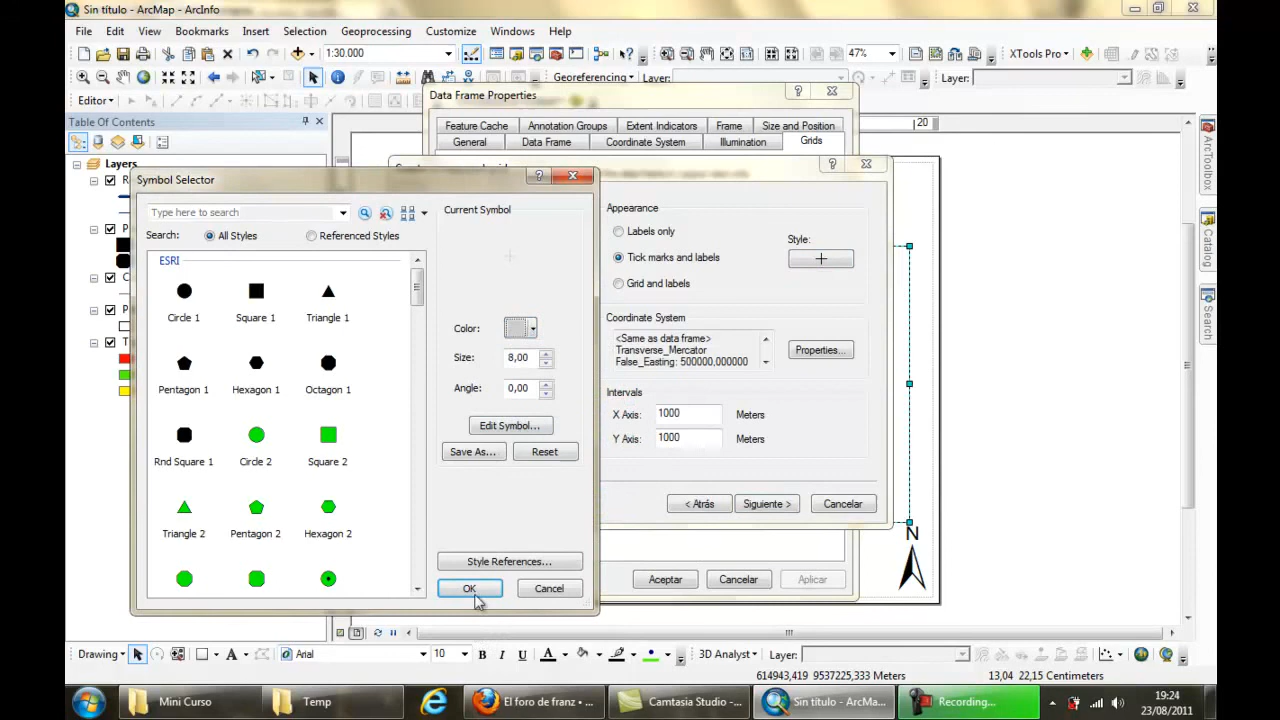 Sin título - ArcMap - ArcInfo
File Edit View Bookmarks Insert Selection Geoprocessing Customize Windows Help
1:30.000
47%
XTools Pro
Georeferencing
Layer:
Layer:
Editor
Table Of Contents
Layers
Data Frame Properties
Feature Cache Annotation Groups Extent Indicators Frame Size and Position
General Data Frame Coordinate System Illumination Grids
20
Symbol Selector
Type here to search
Search: All Styles Referenced Styles
ESRI
Circle 1 Square 1 Triangle 1
Pentagon 1 Hexagon 1 Octagon 1
Rnd Square 1 Circle 2 Square 2
Triangle 2 Pentagon 2 Hexagon 2
Current Symbol
Color:
Size: 8,00
Angle: 0,00
Edit Symbol...
Save As... Reset
Style References...
OK Cancel
Appearance
Labels only
Tick marks and labels
Grid and labels
Style:
Coordinate System
<Same as data frame>
Transverse_Mercator
False_Easting: 500000,000000
Properties...
Intervals
X Axis: 1000 Meters
Y Axis: 1000 Meters
< Atrás Siguiente > Cancelar
Aceptar Cancelar Aplicar
N
ArcToolbox
Catalog
Search
Drawing
A
Arial
10
B I U A
3D Analyst
Layer:
614943,419 9537225,333 Meters
13,04 22,15 Centimeters
Mini Curso
Temp
El foro de franz • ...
Camtasia Studio -...
Sin título - ArcMa...
Recording...
19:24
23/08/2011